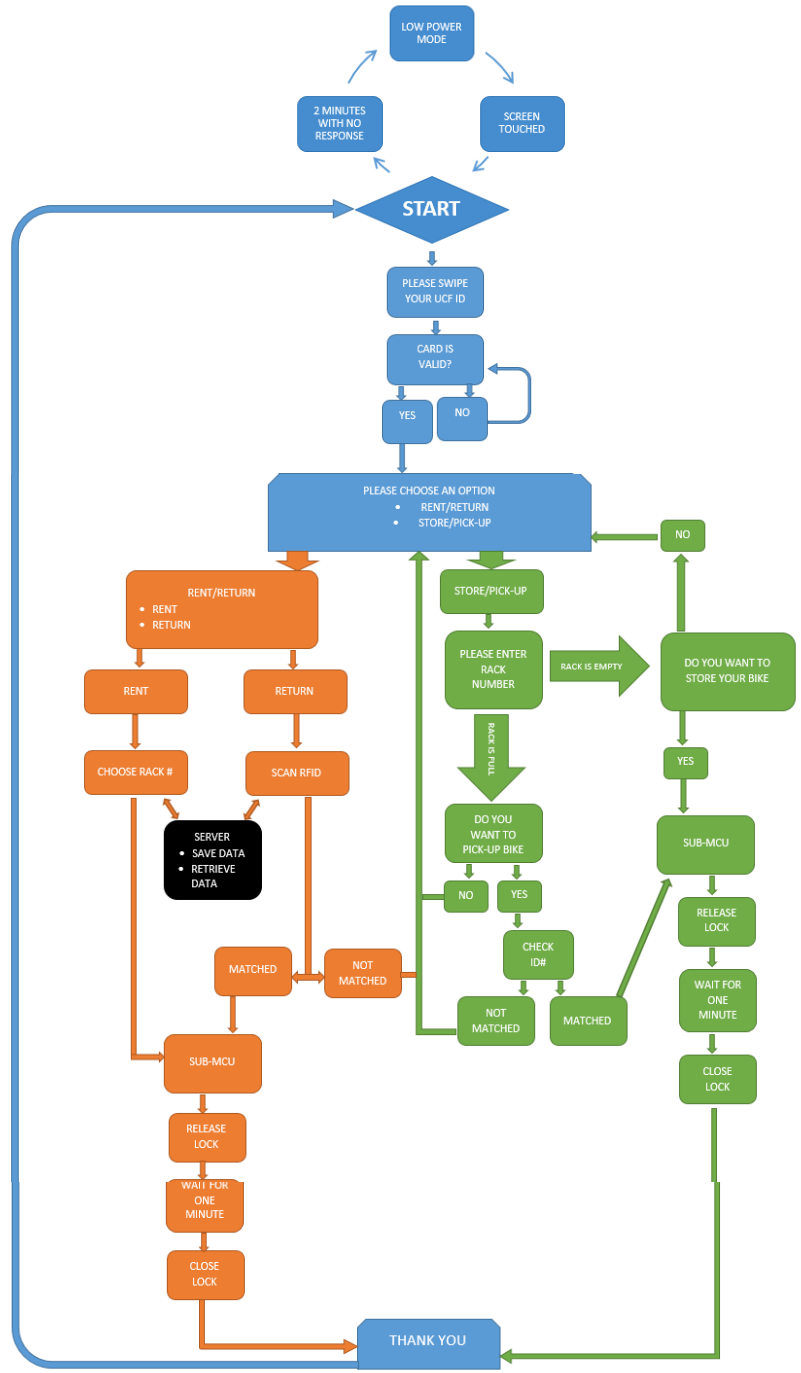 LOW POWER
MODE
2 MINUTES
WITH NO
RESPONSE
SCREEN
TOUCHED
START
PLEASE SWIPE
YOUR UCF ID
CARD IS
VALID?
YES
NO
PLEASE CHOOSE AN OPTION
• RENT/RETURN
• STORE/PICK-UP
NO
RENT/RETURN
• RENT
• RETURN
STORE/PICK-UP
PLEASE ENTER
RACK
NUMBER
RACK IS EMPTY
DO YOU WANT TO
STORE YOUR BIKE
RENT
RETURN
RACK IS FULL
YES
CHOOSE RACK #
SCAN RFID
SERVER
• SAVE DATA
• RETRIEVE
DATA
DO YOU
WANT TO
PICK-UP BIKE
SUB-MCU
NO
YES
RELEASE
LOCK
CHECK
ID#
MATCHED
NOT
MATCHED
WAIT FOR
ONE
MINUTE
NOT
MATCHED
MATCHED
SUB-MCU
CLOSE
LOCK
RELEASE
LOCK
WAIT FOR
ONE
MINUTE
CLOSE
LOCK
THANK YOU